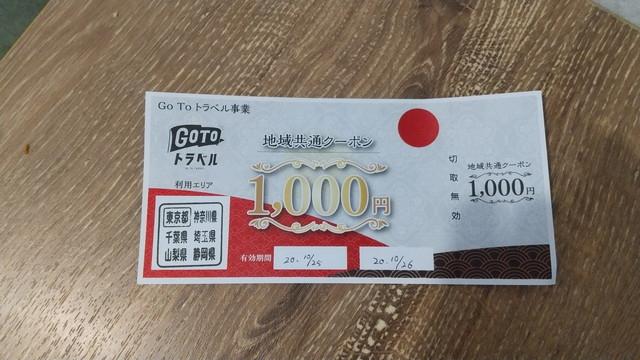 Go To トラベル事業
GOTO
トラベル
利用エリア
東京都 神奈川県
千葉県 埼玉県
山梨県 静岡県
地域共通クーポン
1,000円
有効期間
20.10/25
20.10/26
切取無効
地域共通クーポン
1,000円